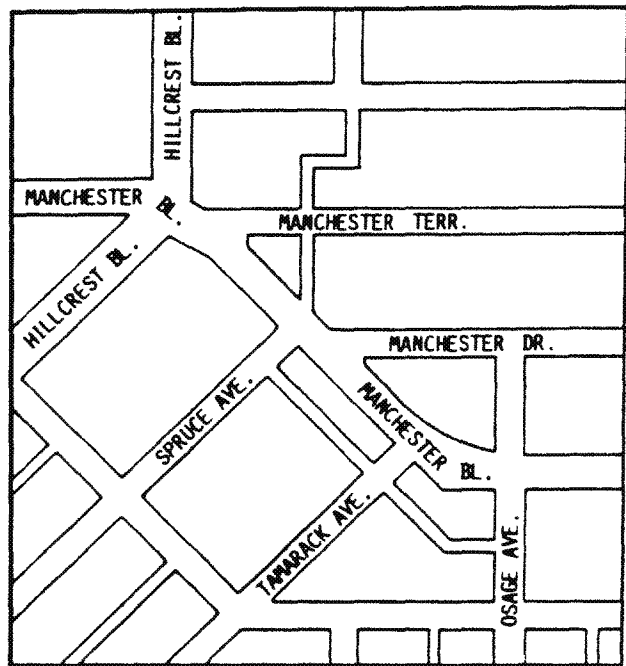 HILLCREST BL.
MANCHESTER BL.
MANCHESTER TERR.
HILLCREST BL.
MANCHESTER DR.
SPRUCE AVE.
MANCHESTER BL.
TAMARACK AVE.
OSAGE AVE.